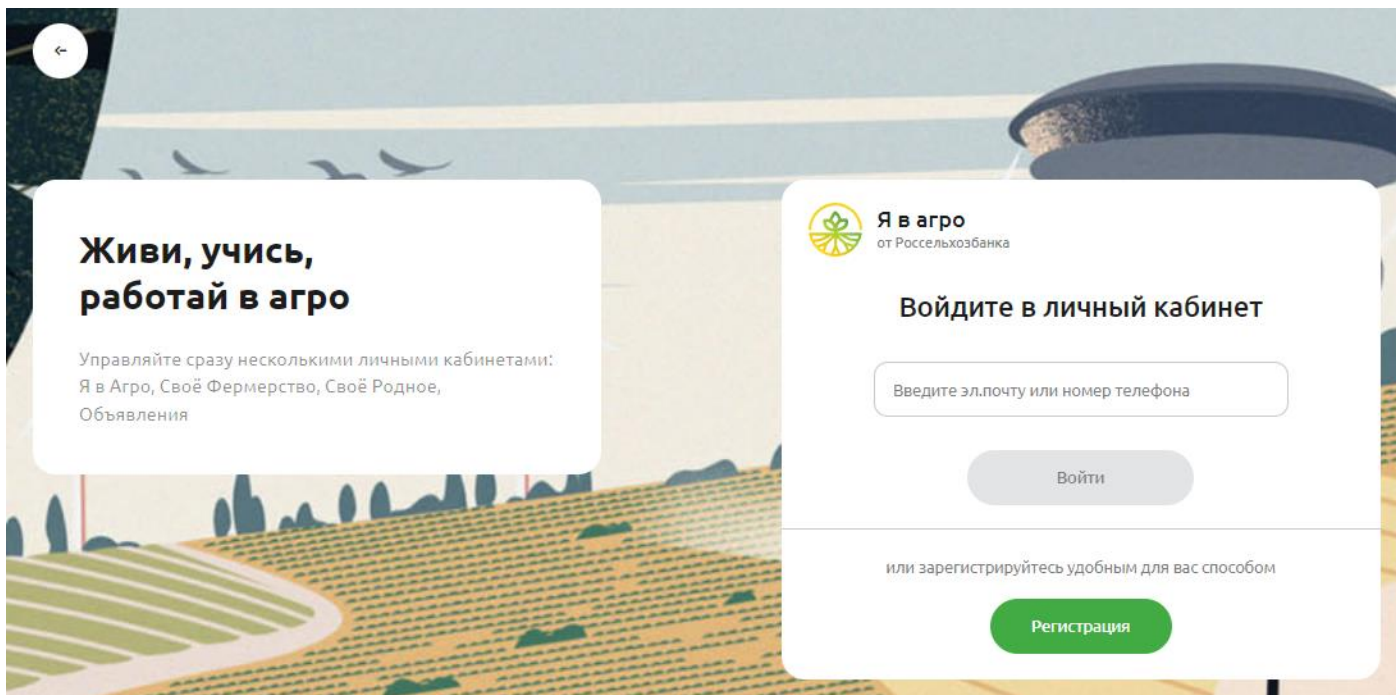 Живи, учись,
работай в агро
Управляйте сразу несколькими личными кабинетами:
Я в Агро, Своё Фермерство, Своё Родное,
Объявления
Я в агро
от Россельхозбанка
Войдите в личный кабинет
Введите эл.почту или номер телефона
Войти
или зарегистрируйтесь удобным для вас способом
Регистрация